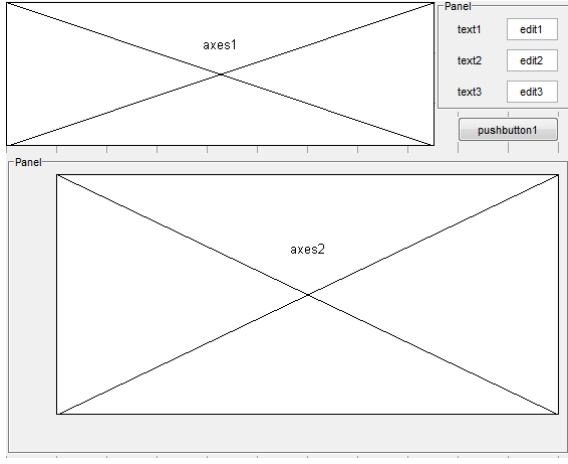 axes1
Panel
text1 edit1
text2 edit2
text3 edit3
pushbutton1
Panel
axes2